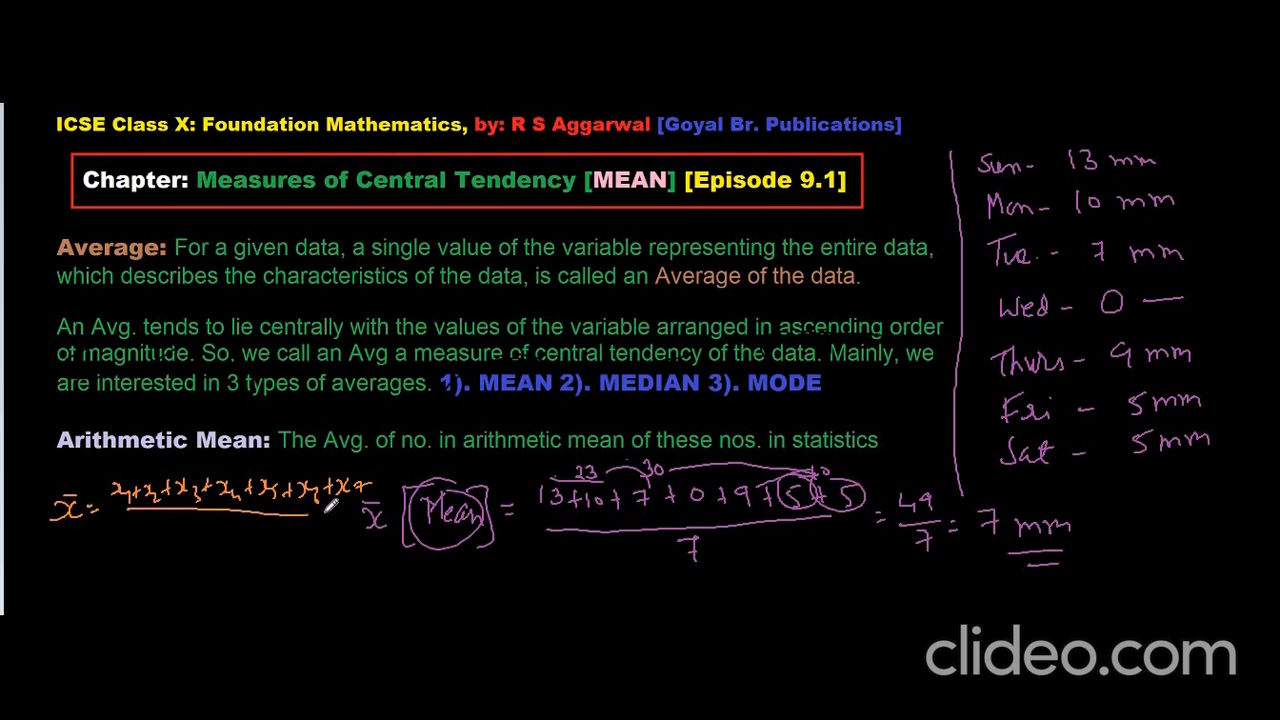 ICSE Class X: Foundation Mathematics, by: R S Aggarwal [Goyal Br. Publications]
Chapter: Measures of Central Tendency [MEAN] [Episode 9.1]
Average: For a given data, a single value of the variable representing the entire data,
which describes the characteristics of the data, is called an Average of the data.
An Avg. tends to lie centrally with the values of the variable arranged in ascending order
of magnitude. So, we call an Avg a measure of central tendency of the data. Mainly, we
are interested in 3 types of averages. 1). MEAN 2). MEDIAN 3). MODE
Arithmetic Mean: The Avg. of no. in arithmetic mean of these nos. in statistics
Sun- 13 mm
Mon- 10 mm
Tue.- 7 mm
Wed - 0 —
Thurs- 9 mm
Fri - 5mm
Sat - 5mm
x̄ = x1+x2+x3+x4+x5+x6+x7
23 30
x̄ [Mean] = 13+10+7+0+9+5+5 = 49 = 7 mm
7 7
clideo.com